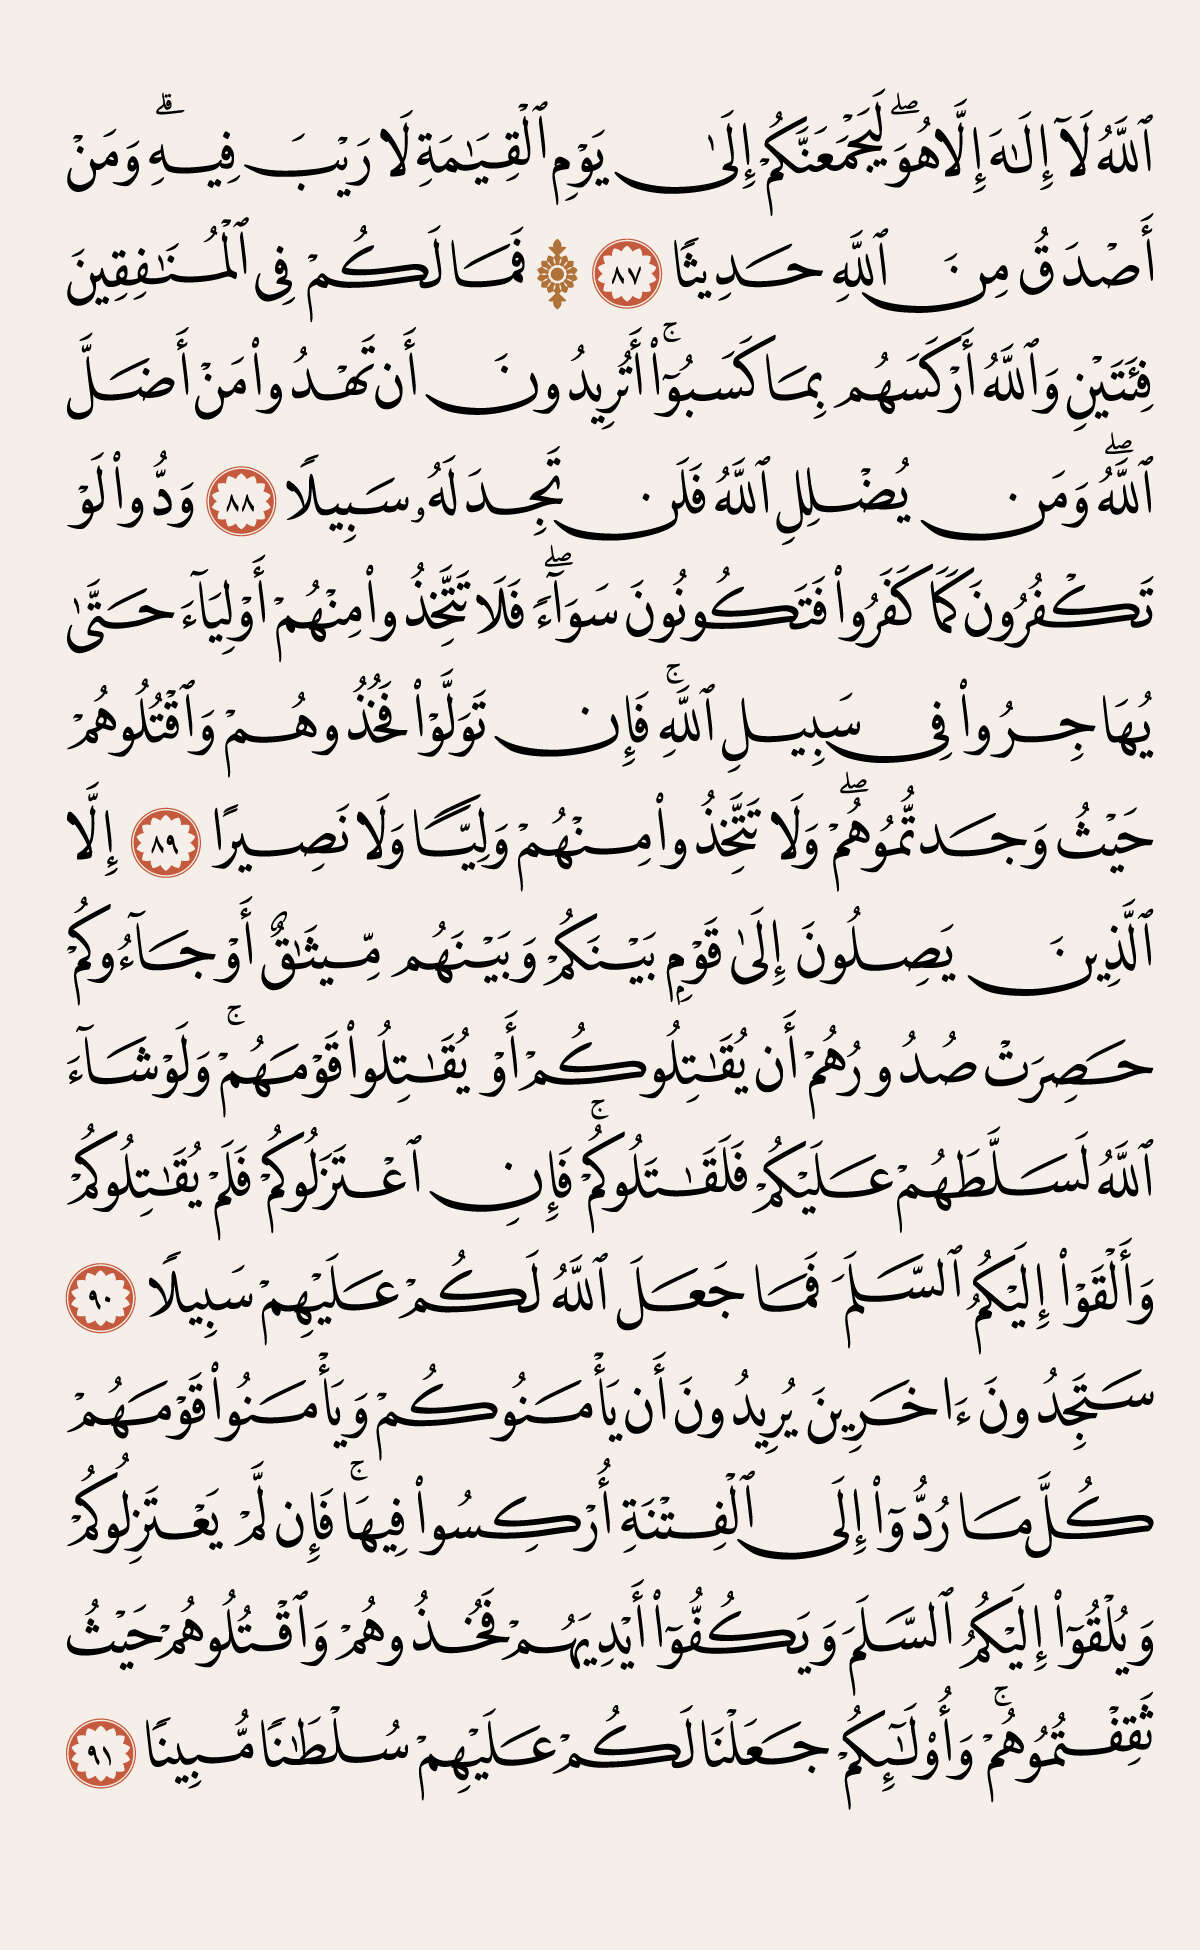 ٱللَّهُ لَآ إِلَٰهَ إِلَّا هُوَۖ لَيَجْمَعَنَّكُمْ إِلَىٰ يَوْمِ ٱلْقِيَٰمَةِ لَا رَيْبَ فِيهِۗ وَمَنْ
أَصْدَقُ مِنَ ٱللَّهِ حَدِيثًا ٨٧ ۞ فَمَا لَكُمْ فِى ٱلْمُنَٰفِقِينَ
فِئَتَيْنِ وَٱللَّهُ أَرْكَسَهُم بِمَا كَسَبُوٓا۟ۚ أَتُرِيدُونَ أَن تَهْدُوا۟ مَنْ أَضَلَّ
ٱللَّهُۖ وَمَن يُضْلِلِ ٱللَّهُ فَلَن تَجِدَ لَهُۥ سَبِيلًا ٨٨ وَدُّوا۟ لَوْ
تَكْفُرُونَ كَمَا كَفَرُوا۟ فَتَكُونُونَ سَوَآءًۖ فَلَا تَتَّخِذُوا۟ مِنْهُمْ أَوْلِيَآءَ حَتَّىٰ
يُهَاجِرُوا۟ فِى سَبِيلِ ٱللَّهِۚ فَإِن تَوَلَّوْا۟ فَخُذُوهُمْ وَٱقْتُلُوهُمْ
حَيْثُ وَجَدتُّمُوهُمْۖ وَلَا تَتَّخِذُوا۟ مِنْهُمْ وَلِيًّا وَلَا نَصِيرًا ٨٩ إِلَّا
ٱلَّذِينَ يَصِلُونَ إِلَىٰ قَوْمٍۭ بَيْنَكُمْ وَبَيْنَهُم مِّيثَٰقٌ أَوْ جَآءُوكُمْ
حَصِرَتْ صُدُورُهُمْ أَن يُقَٰتِلُوكُمْ أَوْ يُقَٰتِلُوا۟ قَوْمَهُمْۚ وَلَوْ شَآءَ
ٱللَّهُ لَسَلَّطَهُمْ عَلَيْكُمْ فَلَقَٰتَلُوكُمْۚ فَإِنِ ٱعْتَزَلُوكُمْ فَلَمْ يُقَٰتِلُوكُمْ
وَأَلْقَوْا۟ إِلَيْكُمُ ٱلسَّلَمَ فَمَا جَعَلَ ٱللَّهُ لَكُمْ عَلَيْهِمْ سَبِيلًا ٩٠
سَتَجِدُونَ ءَاخَرِينَ يُرِيدُونَ أَن يَأْمَنُوكُمْ وَيَأْمَنُوا۟ قَوْمَهُمْ
كُلَّ مَا رُدُّوٓا۟ إِلَى ٱلْفِتْنَةِ أُرْكِسُوا۟ فِيهَاۚ فَإِن لَّمْ يَعْتَزِلُوكُمْ
وَيُلْقُوٓا۟ إِلَيْكُمُ ٱلسَّلَمَ وَيَكُفُّوٓا۟ أَيْدِيَهُمْ فَخُذُوهُمْ وَٱقْتُلُوهُمْ حَيْثُ
ثَقِفْتُمُوهُمْۚ وَأُو۟لَٰٓئِكُمْ جَعَلْنَا لَكُمْ عَلَيْهِمْ سُلْطَٰنًا مُّبِينًا ٩١